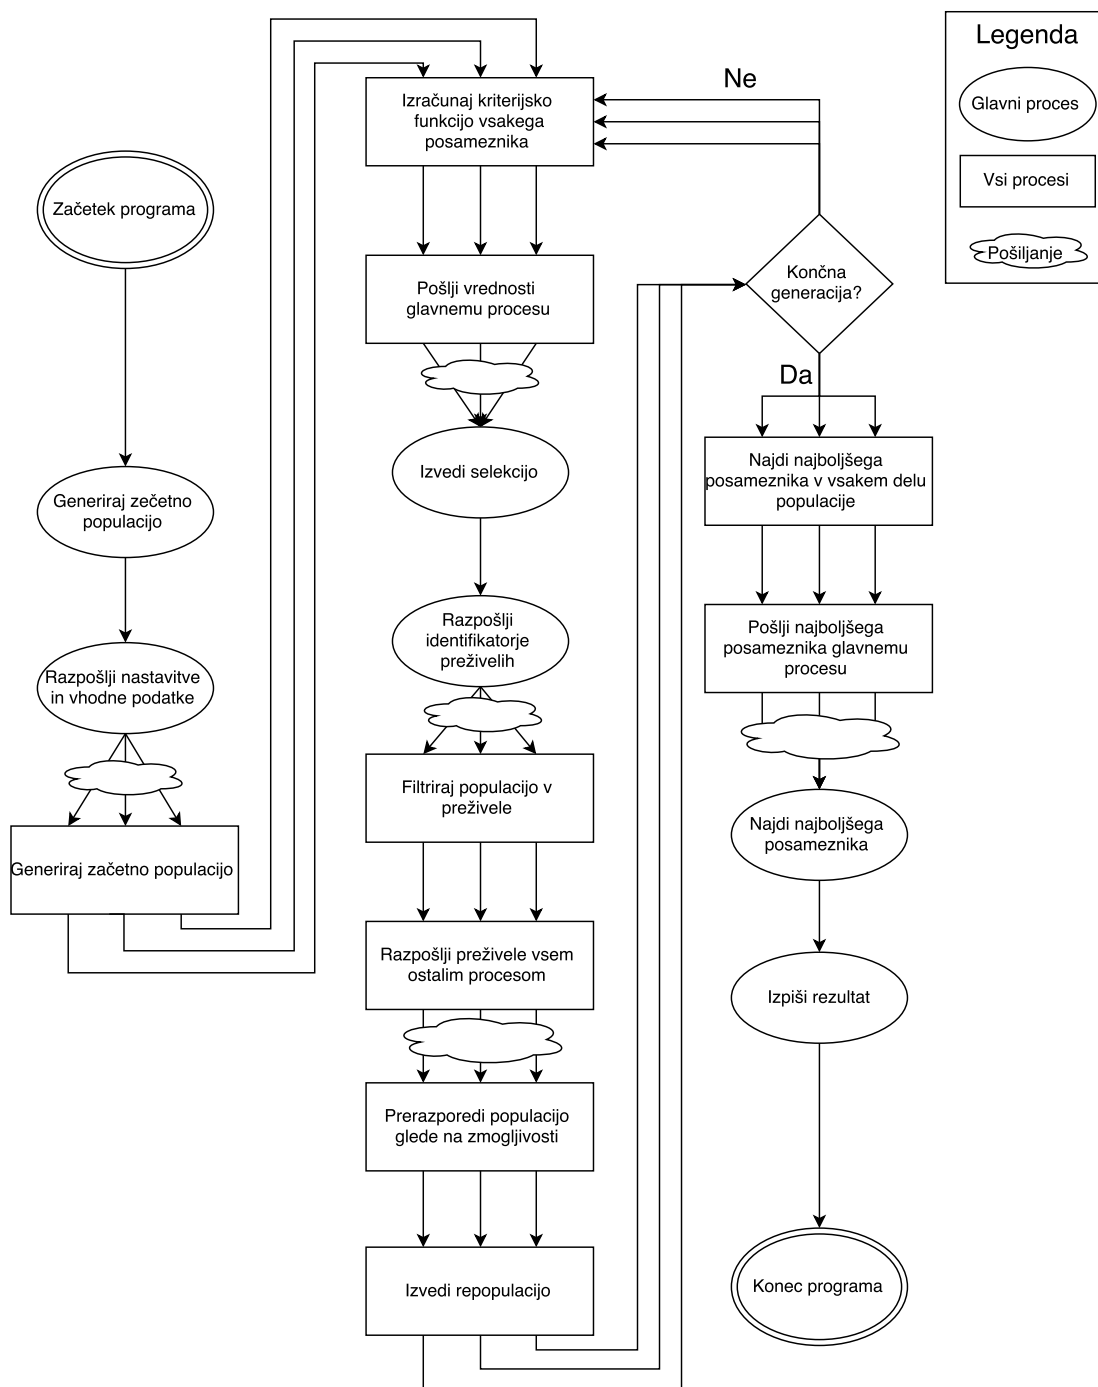 Začetek programa
Generiraj zečetno
populacijo
Razpošlji nastavitve
in vhodne podatke
Generiraj začetno populacijo
Izračunaj kriterijsko
funkcijo vsakega
posameznika
Pošlji vrednosti
glavnemu procesu
Izvedi selekcijo
Razpošlji
identifikatorje
preživelih
Filtriraj populacijo v
preživele
Razpošlji preživele vsem
ostalim procesom
Prerazporedi populacijo
glede na zmogljivosti
Izvedi repopulacijo
Ne
Končna
generacija?
Da
Najdi najboljšega
posameznika v vsakem delu
populacije
Pošlji najboljšega
posameznika glavnemu
procesu
Najdi najboljšega
posameznika
Izpiši rezultat
Konec programa
Legenda
Glavni proces
Vsi procesi
Pošiljanje